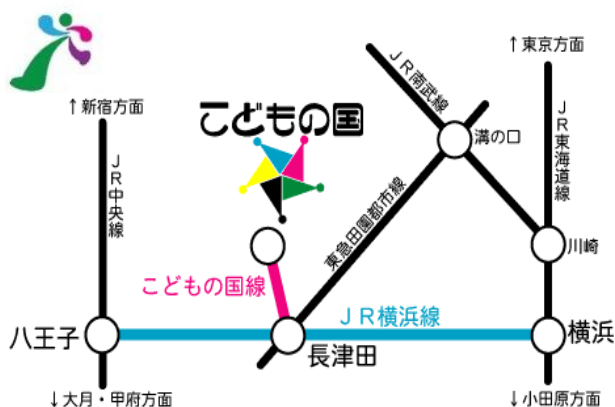 ↑東京方面
↑新宿方面
こどもの国
JR南武線
溝の口
JR東海道線
JR中央線
東急田園都市線
川崎
こどもの国線
JR横浜線
八王子
長津田
横浜
↓大月・甲府方面
↓小田原方面